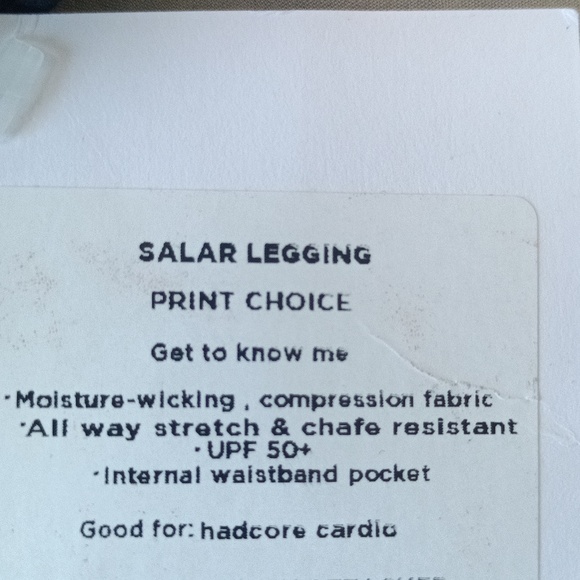 SALAR LEGGING
PRINT CHOICE
Get to know me
·Moisture-wicking , compression fabric
·All way stretch & chafe resistant
·UPF 50+
·Internal waistband pocket
Good for: hadcore cardio